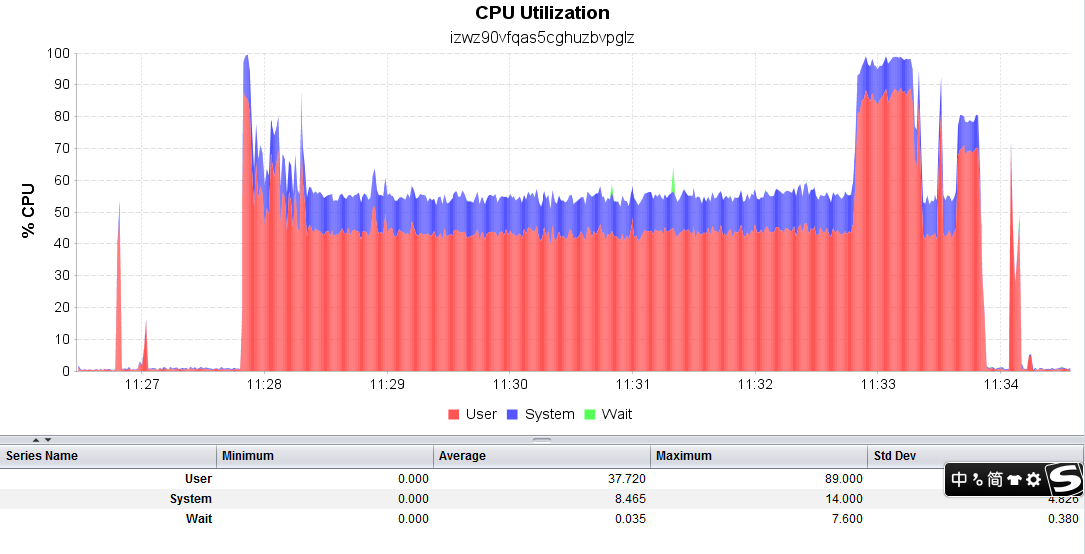 CPU Utilization
izwz90vfqas5cghuzbvpglz
% CPU
100
90
80
70
60
50
40
30
20
10
0
11:27 11:28 11:29 11:30 11:31 11:32 11:33 11:34
User System Wait
Series Name Minimum Average Maximum Std Dev
User 0.000 37.720 89.000
System 0.000 8.465 14.000 4.826
Wait 0.000 0.035 7.600 0.380
中 简 S